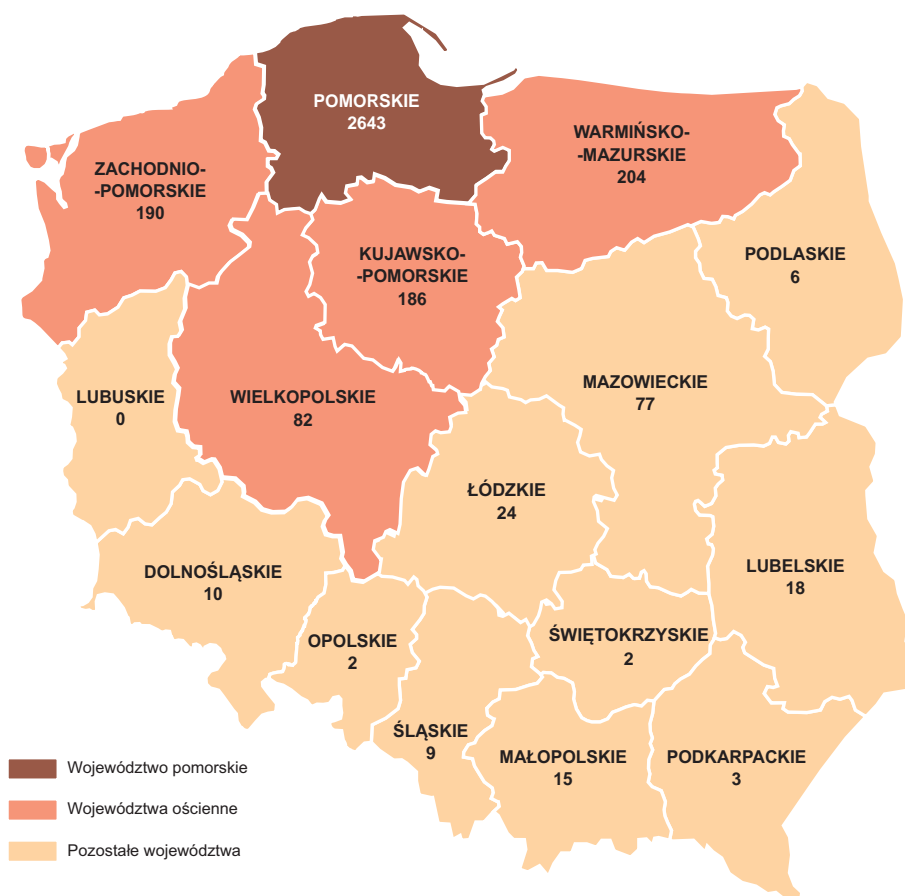 POMORSKIE
2643
WARMIŃSKO-
-MAZURSKIE
204
ZACHODNIO-
-POMORSKIE
190
KUJAWSKO-
-POMORSKIE
186
PODLASKIE
6
LUBUSKIE
0
WIELKOPOLSKIE
82
MAZOWIECKIE
77
ŁÓDZKIE
24
DOLNOŚLĄSKIE
10
LUBELSKIE
18
OPOLSKIE
2
ŚWIĘTOKRZYSKIE
2
ŚLĄSKIE
9
MAŁOPOLSKIE
15
PODKARPACKIE
3
Województwo pomorskie
Województwa ościenne
Pozostałe województwa